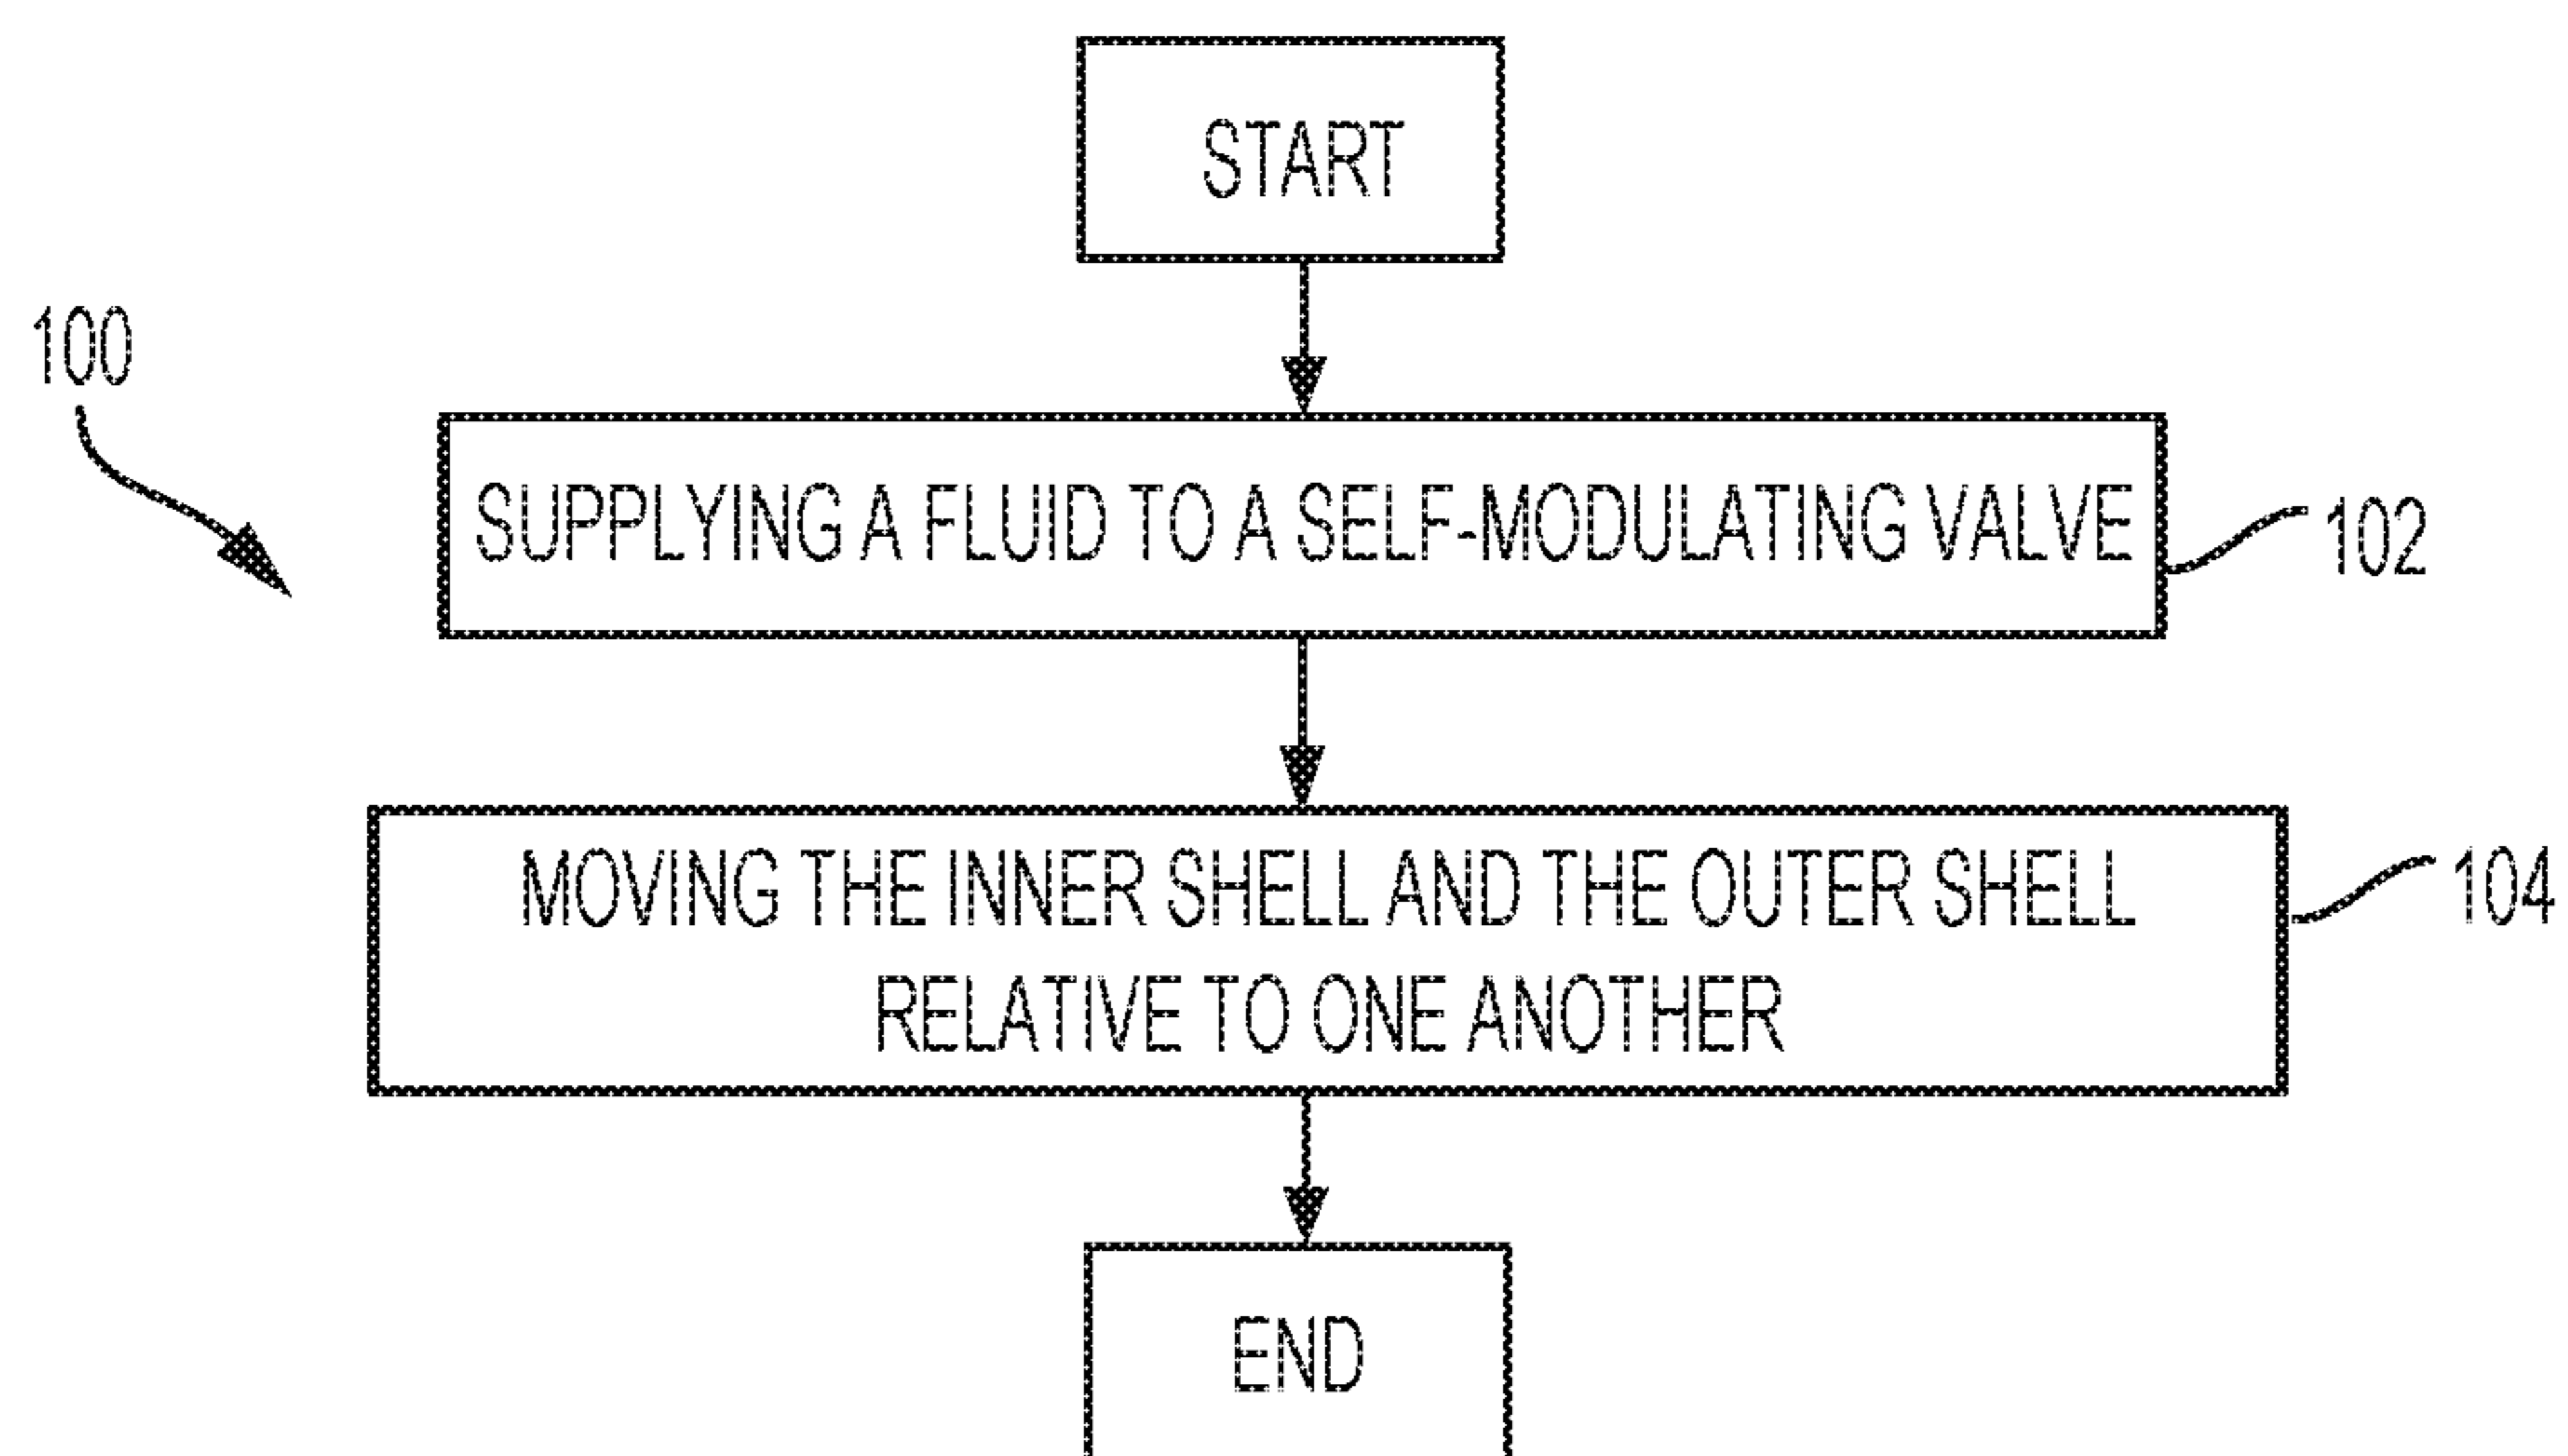 START
100
SUPPLYING A FLUID TO A SELF-MODULATING VALVE
102
MOVING THE INNER SHELL AND THE OUTER SHELL
RELATIVE TO ONE ANOTHER
104
END